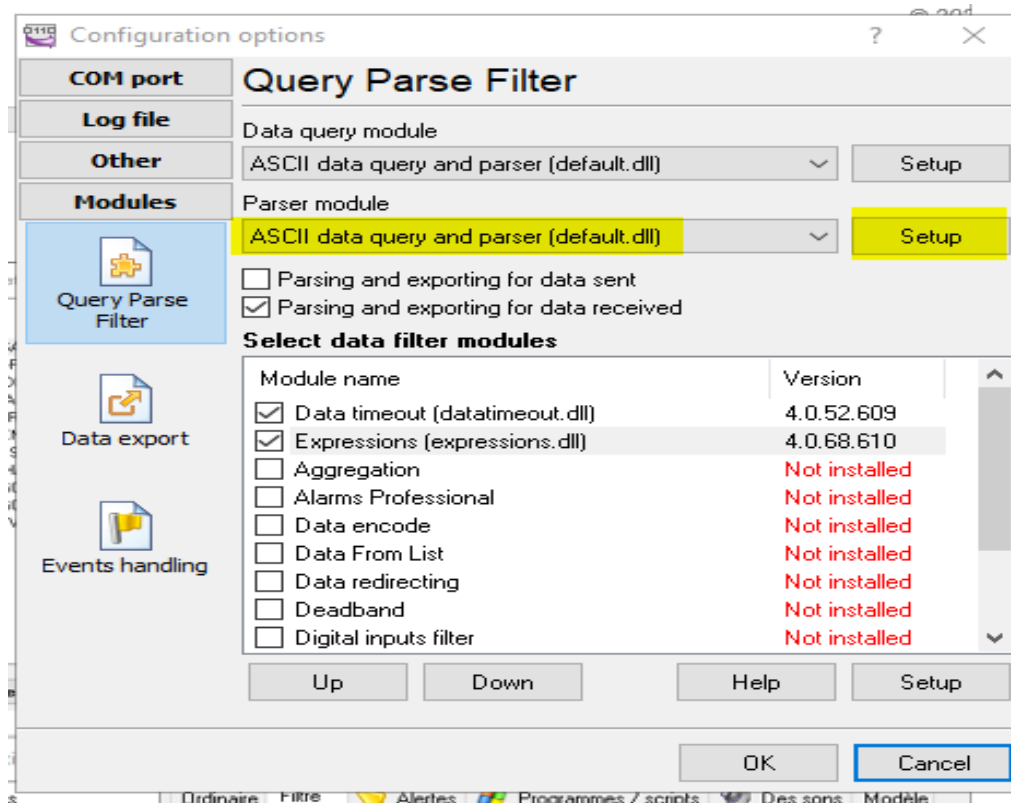 Configuration options
COM port
Log file
Other
Modules
Query Parse
Filter
Data export
Events handling
Query Parse Filter
Data query module
ASCII data query and parser (default.dll)
Setup
Parser module
ASCII data query and parser (default.dll)
Setup
Parsing and exporting for data sent
Parsing and exporting for data received
Select data filter modules
Module name Version
Data timeout (datatimeout.dll) 4.0.52.609
Expressions (expressions.dll) 4.0.68.610
Aggregation Not installed
Alarms Professional Not installed
Data encode Not installed
Data From List Not installed
Data redirecting Not installed
Deadband Not installed
Digital inputs filter Not installed
Up Down Help Setup
OK Cancel
Ordinaire Filtre Alertes Programmes / scripts Des sons Modèle